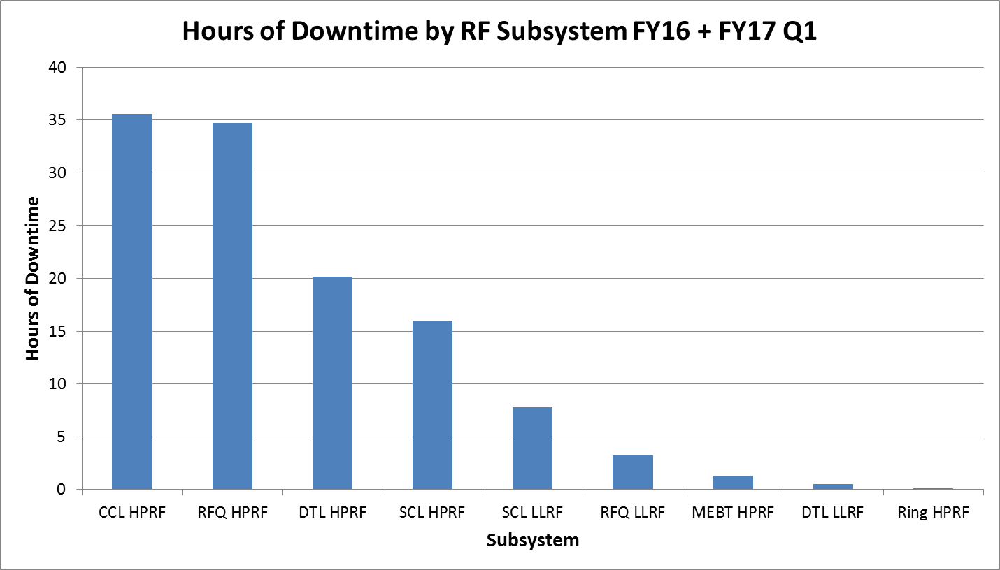 Hours of Downtime by RF Subsystem FY16 + FY17 Q1
40
35
30
25
20
15
10
5
0
Hours of Downtime
CCL HPRF
RFQ HPRF
DTL HPRF
SCL HPRF
SCL LLRF
RFQ LLRF
MEBT HPRF
DTL LLRF
Ring HPRF
Subsystem